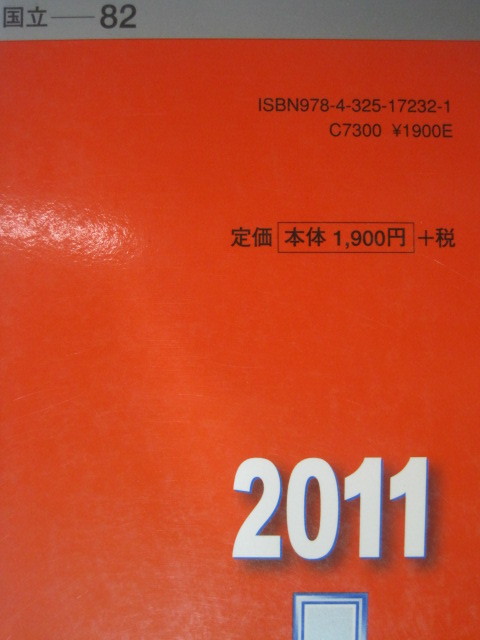 国立──82
ISBN978-4-325-17232-1
C7300 ¥1900E
定価 本体 1,900円 +税
2011